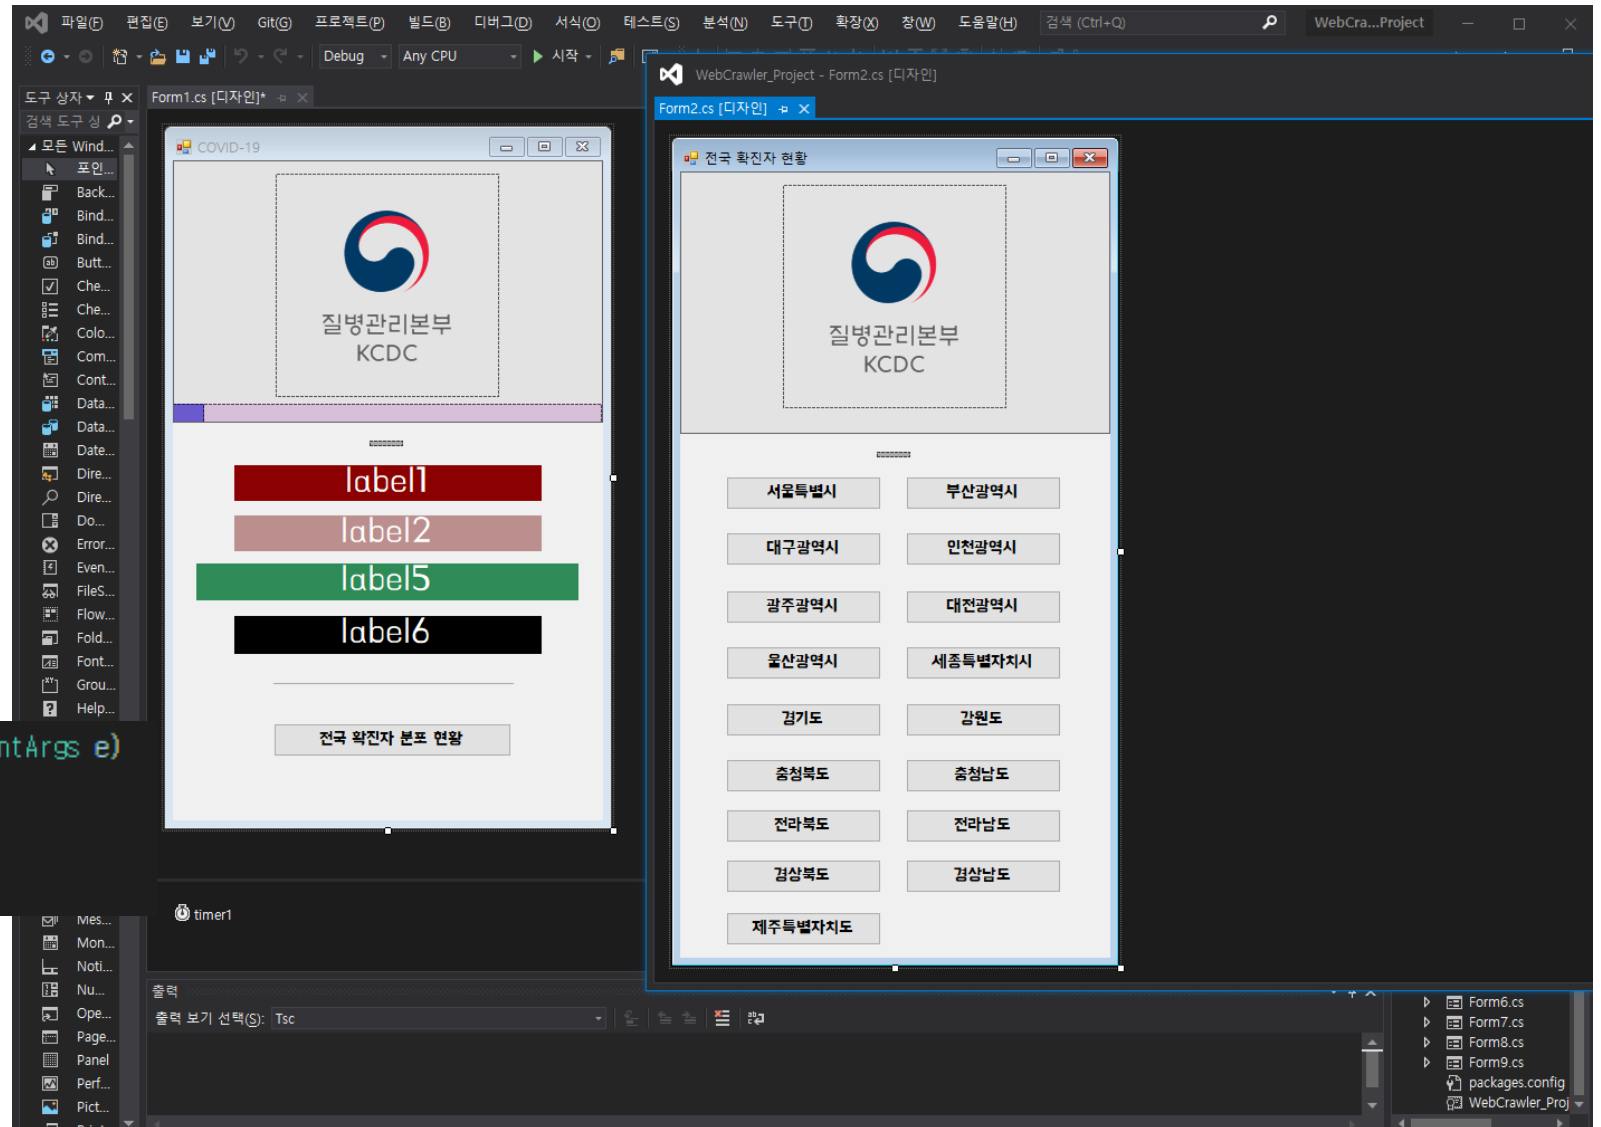 파일(F) 편집(E) 보기(V) Git(G) 프로젝트(P) 빌드(B) 디버그(D) 서식(O) 테스트(S) 분석(N) 도구(T) 확장(X) 창(W) 도움말(H) 검색 (Ctrl+Q) WebCra...Project
Debug Any CPU 시작
WebCrawler_Project - Form2.cs [디자인]
도구 상자
Form1.cs [디자인]*
Form2.cs [디자인]
검색 도구 상
모든 Wind...
포인...
Back...
Bind...
Bind...
Butt...
Che...
Che...
Colo...
Com...
Cont...
Data...
Data...
Date...
Dire...
Dire...
Do...
Error...
Even...
FileS...
Flow...
Fold...
Font...
Grou...
Help...
ntArgs e)
Mes...
Mon...
Noti...
Nu...
Ope...
Page...
Panel
Perf...
Pict...
COVID-19
질병관리본부
KCDC
label1
label2
label5
label6
전국 확진자 분포 현황
timer1
전국 확진자 현황
질병관리본부
KCDC
서울특별시 부산광역시
대구광역시 인천광역시
광주광역시 대전광역시
울산광역시 세종특별자치시
경기도 강원도
충청북도 충청남도
전라북도 전라남도
경상북도 경상남도
제주특별자치도
출력
출력 보기 선택(S): Tsc
Form6.cs
Form7.cs
Form8.cs
Form9.cs
packages.config
WebCrawler_Proj